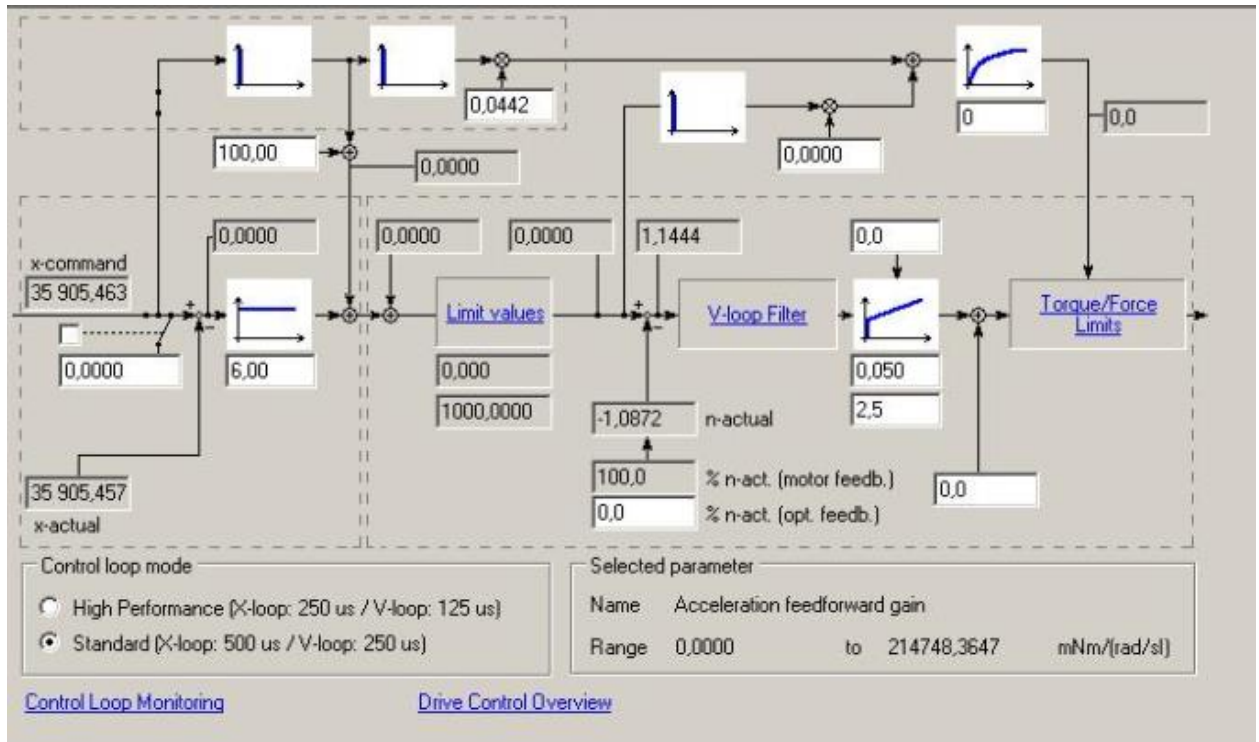 0,0442
0
0,0
100,00
0,0000
0,0000
0,0000
0,0000
0,0000
1,1444
0,0
x-command
35 905,463
Limit values
V-loop Filter
Torque/Force
Limits
0,0000
6,00
0,000
0,050
1000,0000
-1,0872
n-actual
2,5
35 905,457
100,0
% n-act. (motor feedb.)
0,0
x-actual
0,0
% n-act. (opt. feedb.)
Control loop mode
High Performance (X-loop: 250 us / V-loop: 125 us)
Standard (X-loop: 500 us / V-loop: 250 us)
Selected parameter
Name Acceleration feedforward gain
Range 0,0000 to 214748,3647 mNm/(rad/sl)
Control Loop Monitoring
Drive Control Overview